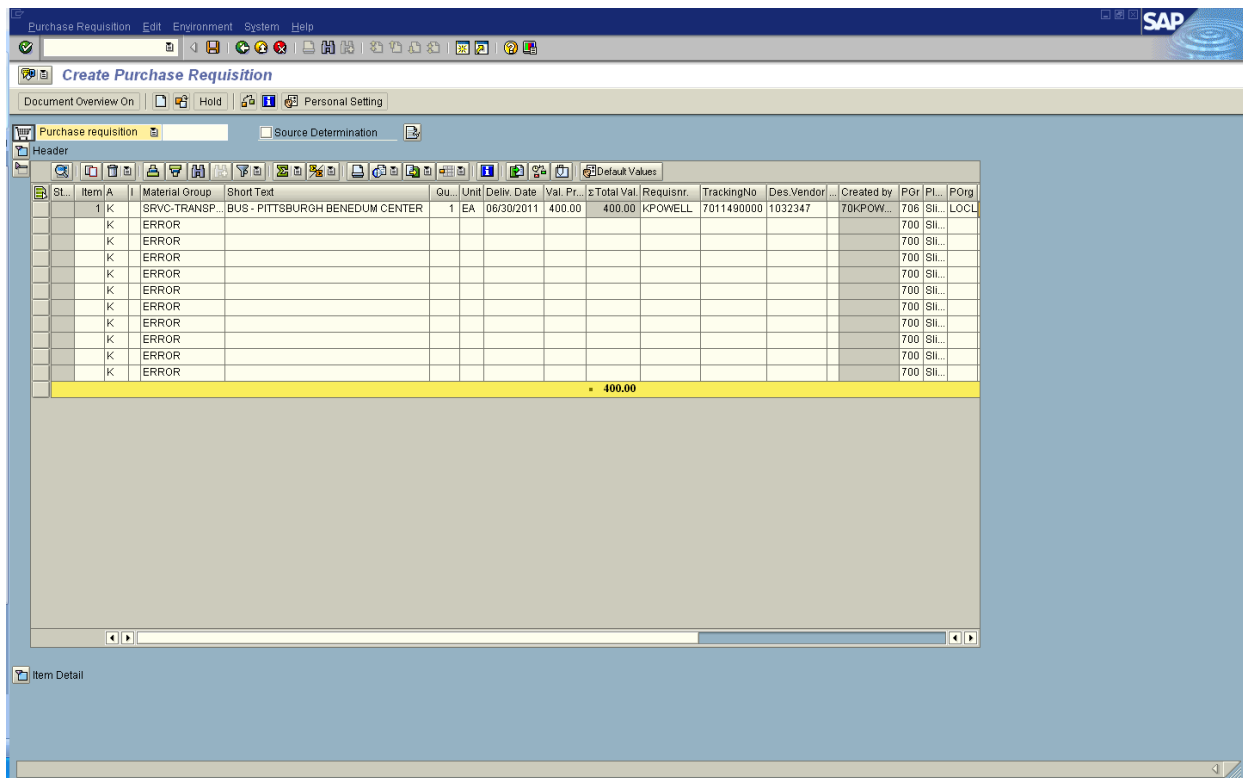 Purchase Requisition Edit Environment System Help
SAP
Create Purchase Requisition
Document Overview On Hold Personal Setting
Purchase requisition Source Determination
Header
Default Values
St... Item A I Material Group Short Text Qu... Unit Deliv. Date Val. Pr... Σ Total Val. Requisnr. TrackingNo Des.Vendor ... Created by PGr Pl... POrg
1 K SRVC-TRANSP... BUS - PITTSBURGH BENEDUM CENTER 1 EA 06/30/2011 400.00 400.00 KPOWELL 7011490000 1032347 70KPOW... 706 Sli... LOCL
K ERROR 700 Sli...
K ERROR 700 Sli...
K ERROR 700 Sli...
K ERROR 700 Sli...
K ERROR 700 Sli...
K ERROR 700 Sli...
K ERROR 700 Sli...
K ERROR 700 Sli...
K ERROR 700 Sli...
K ERROR 700 Sli...
400.00
Item Detail